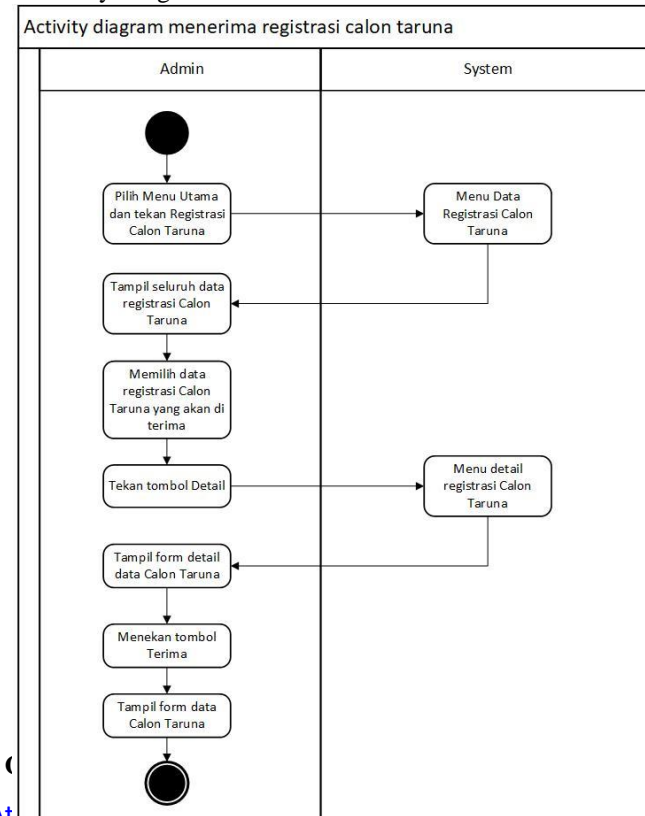 Activity diagram menerima registrasi calon taruna
Admin
System
Pilih Menu Utama
dan tekan Registrasi
Calon Taruna
Menu Data
Registrasi Calon
Taruna
Tampil seluruh data
registrasi Calon
Taruna
Memilih data
registrasi Calon
Taruna yang akan di
terima
Tekan tombol Detail
Menu detail
registrasi Calon
Taruna
Tampil form detail
data Calon Taruna
Menekan tombol
Terima
Tampil form data
Calon Taruna